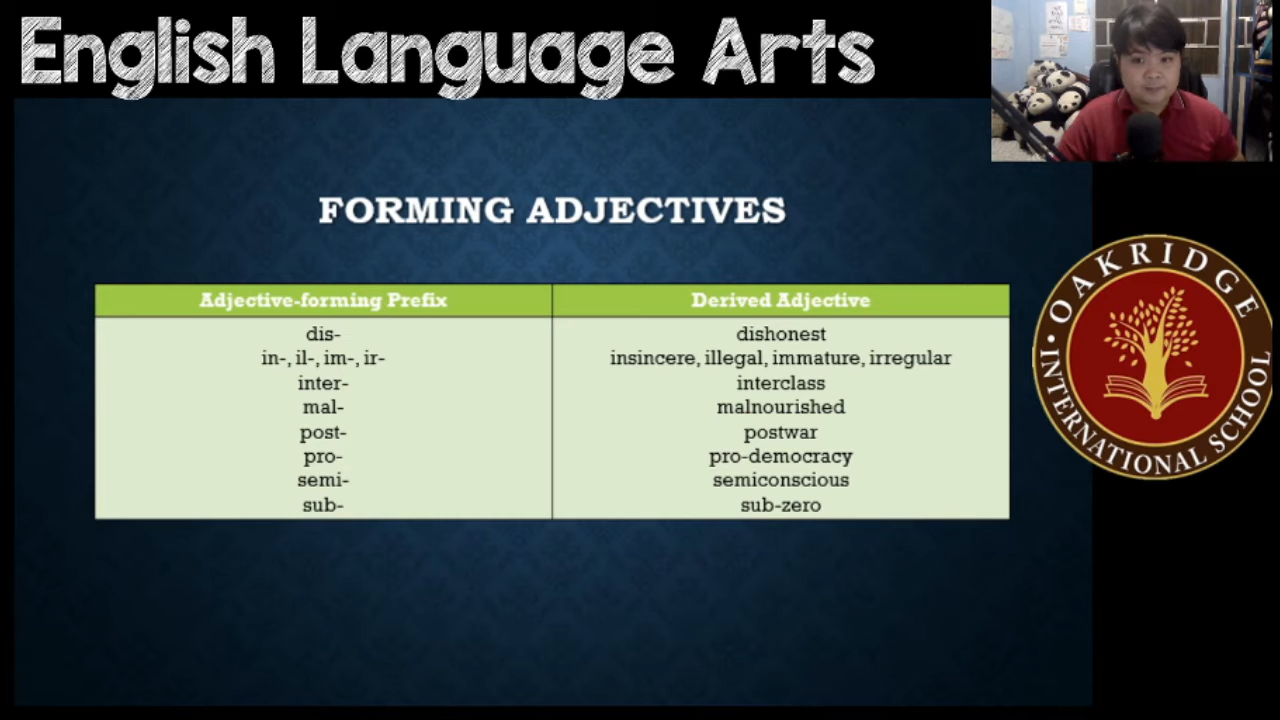 English Language Arts
FORMING ADJECTIVES
Adjective-forming Prefix Derived Adjective
dis- dishonest
in-, il-, im-, ir- insincere, illegal, immature, irregular
inter- interclass
mal- malnourished
post- postwar
pro- pro-democracy
semi- semiconscious
sub- sub-zero
OAKRIDGE
• INTERNATIONAL SCHOOL